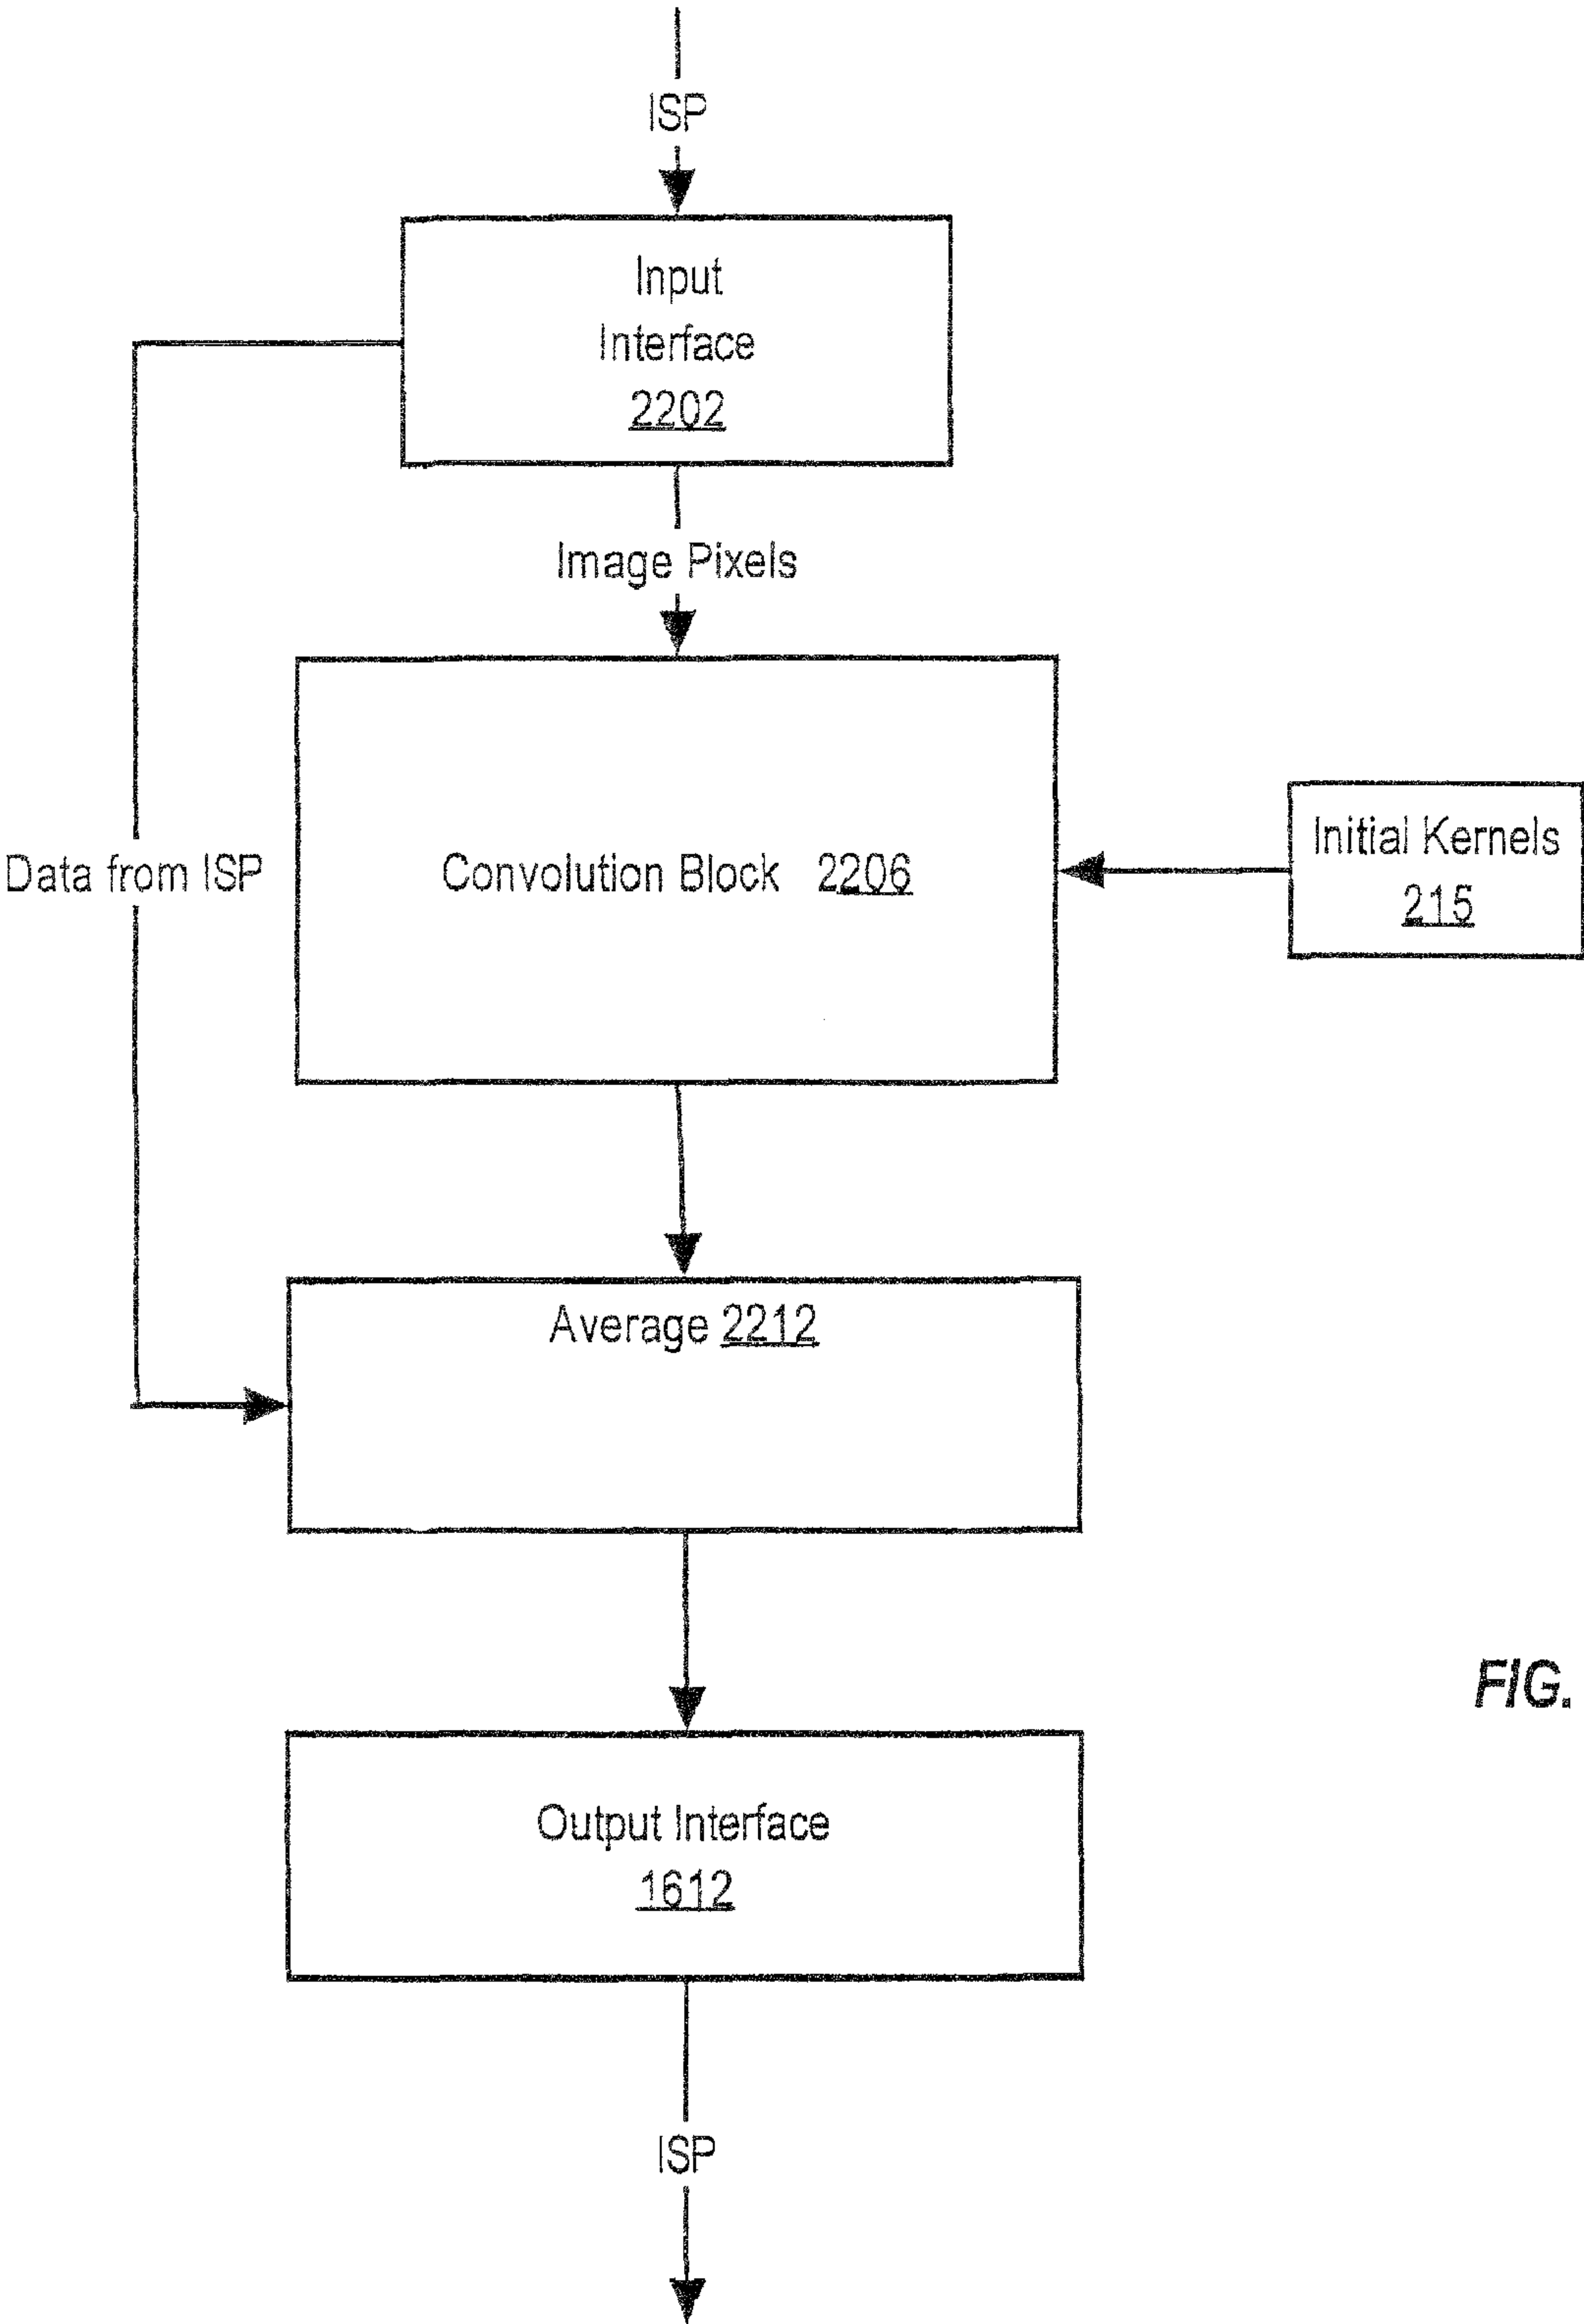 ISP
Input
Interface
2202
Image Pixels
Data from ISP
Convolution Block 2206
Initial Kernels
215
Average 2212
FIG.
Output Interface
1612
ISP